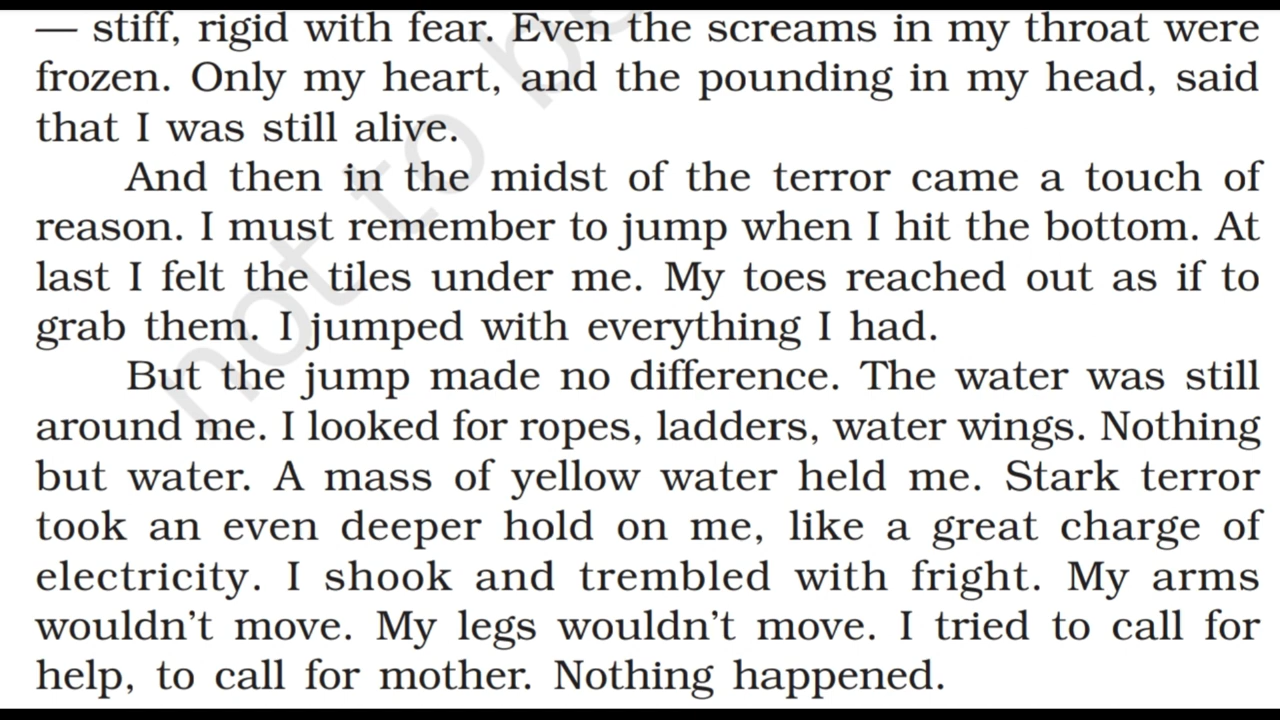 — stiff, rigid with fear. Even the screams in my throat were
frozen. Only my heart, and the pounding in my head, said
that I was still alive.
And then in the midst of the terror came a touch of
reason. I must remember to jump when I hit the bottom. At
last I felt the tiles under me. My toes reached out as if to
grab them. I jumped with everything I had.
But the jump made no difference. The water was still
around me. I looked for ropes, ladders, water wings. Nothing
but water. A mass of yellow water held me. Stark terror
took an even deeper hold on me, like a great charge of
electricity. I shook and trembled with fright. My arms
wouldn’t move. My legs wouldn’t move. I tried to call for
help, to call for mother. Nothing happened.
not to be